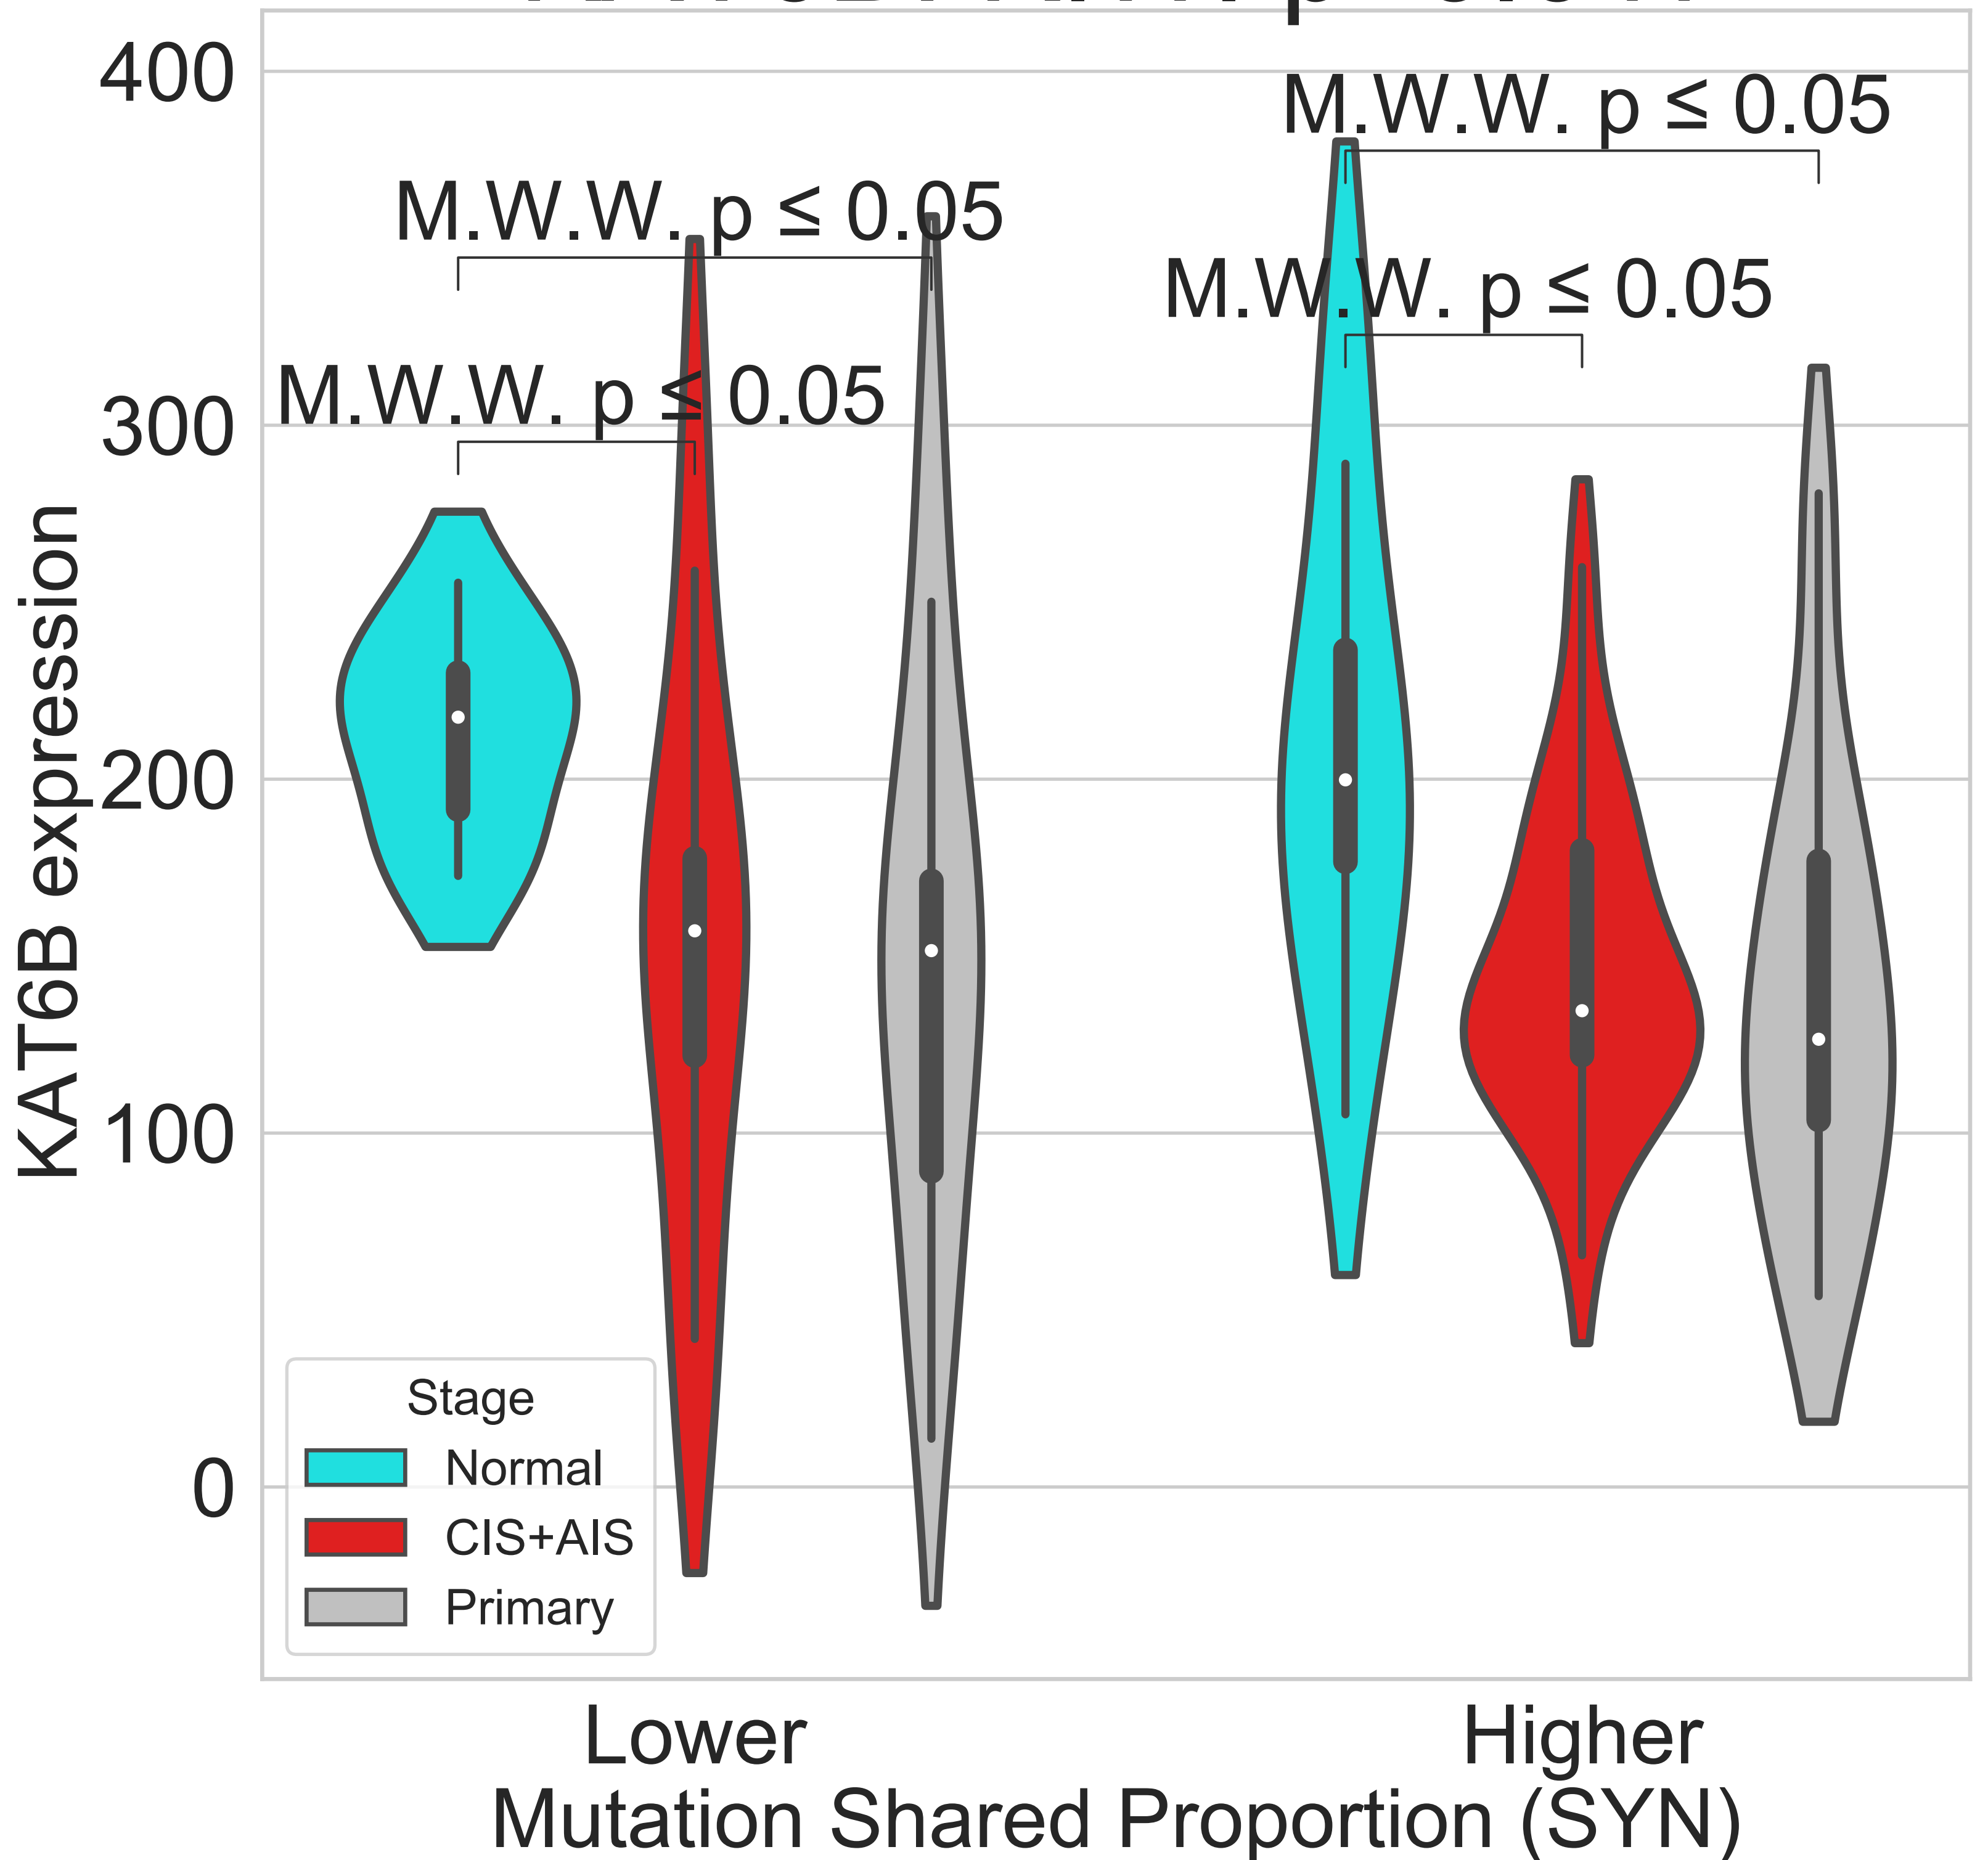 400
M.W.W. p ≤ 0.05
M.W.W. p ≤ 0.05
M.W.W. p ≤ 0.05
M.W.W. p ≤ 0.05
300
200
100
0
KAT6B expression
Stage
Normal
CIS+AIS
Primary
Lower
Higher
Mutation Shared Proportion (SYN)